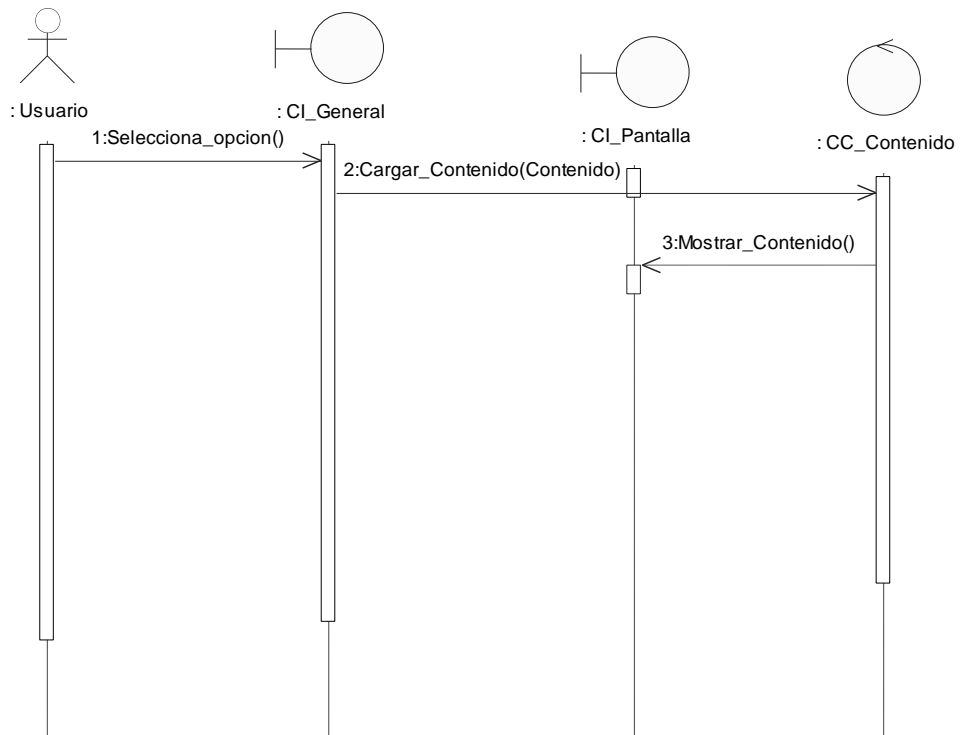 : Usuario
: CI_General
: CI_Pantalla
: CC_Contenido
1:Selecciona_opcion()
2:Cargar_Contenido(Contenido)
3:Mostrar_Contenido()